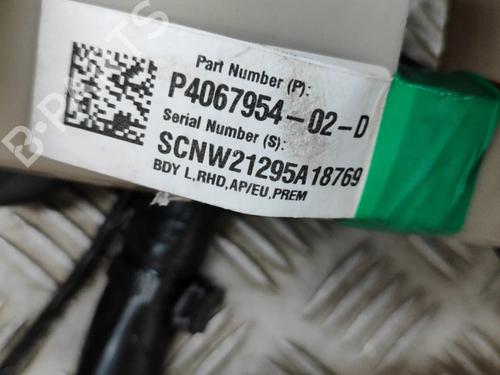 Part Number (P):
P4067954-02-D
Serial Number (S):
SCNW21295A18769
BDY L,RHD,AP/EU,PREM
B-PARTS